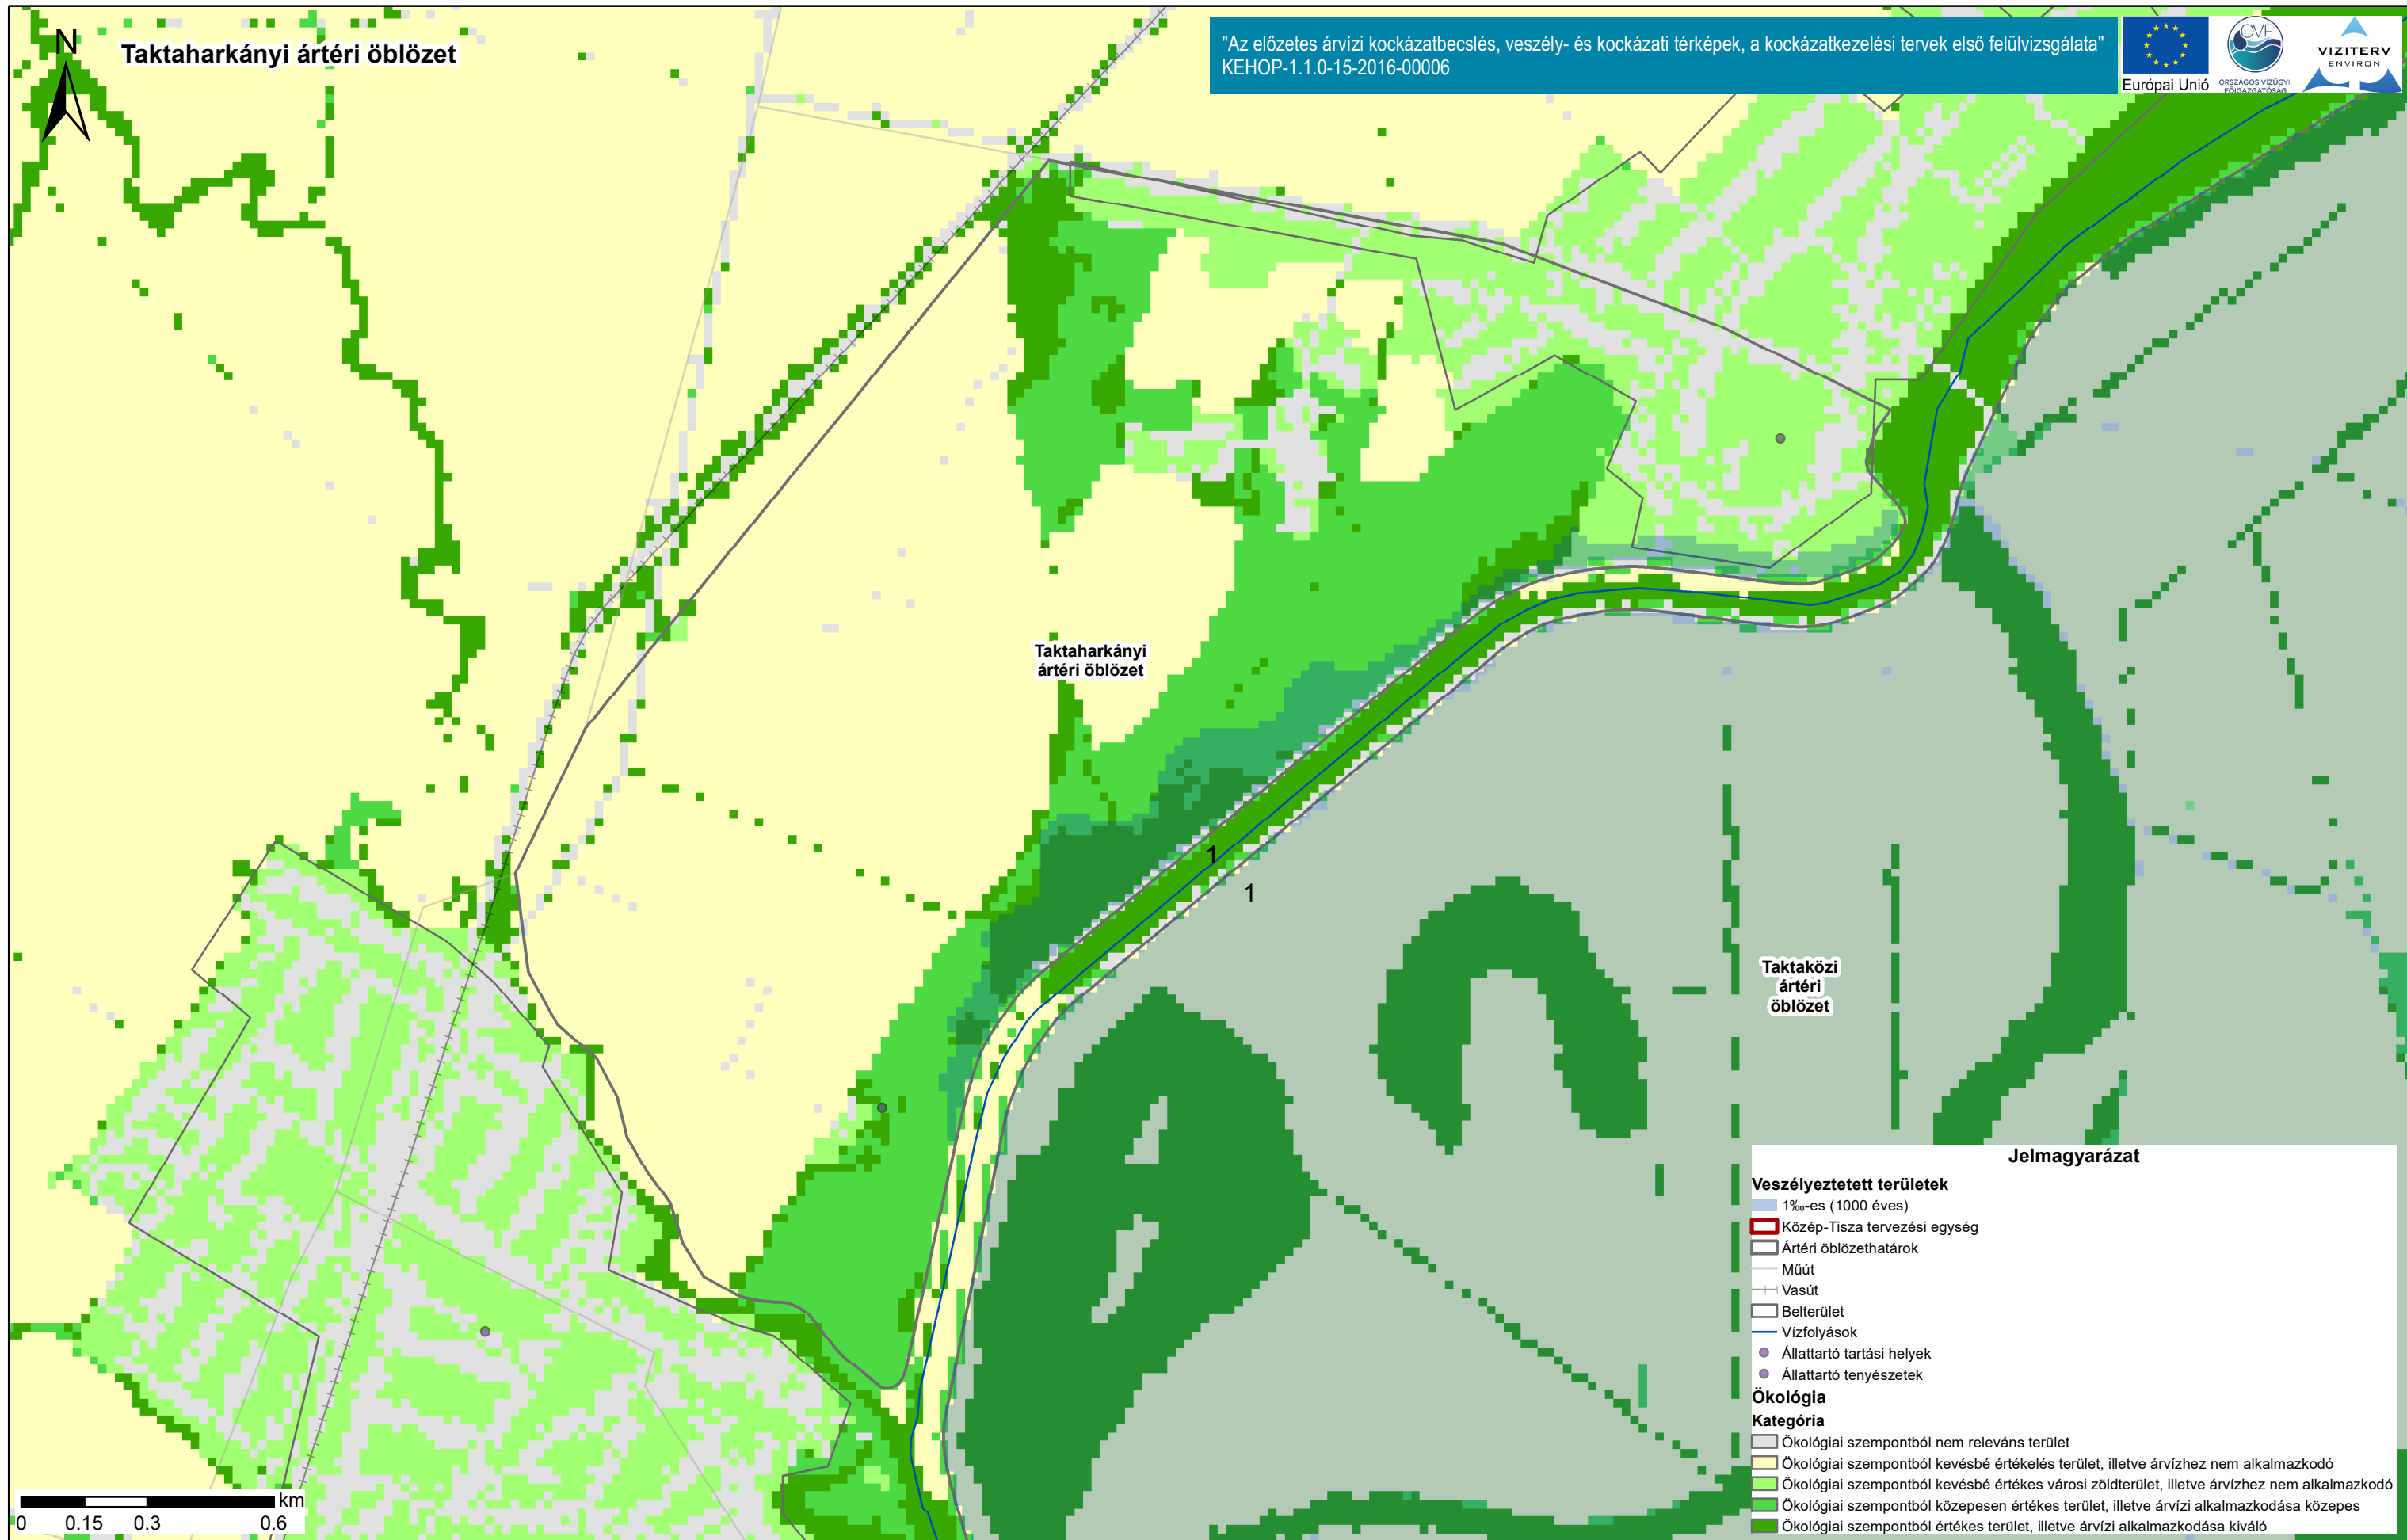 N
Taktaharkányi ártéri öblözet
"Az előzetes árvízi kockázatbecslés, veszély- és kockázati térképek, a kockázatkezelési tervek első felülvizsgálata"
KEHOP-1.1.0-15-2016-00006
Európai Unió
OVF
ORSZÁGOS VÍZÜGYI
FŐIGAZGATÓSÁG
VIZITERV
ENVIRON
Taktaharkányi
ártéri öblözet
1
1
Taktaközi
ártéri
öblözet
Jelmagyarázat
Veszélyeztetett területek
1‰-es (1000 éves)
Közép-Tisza tervezési egység
Ártéri öblözethatárok
Műút
Vasút
Belterület
Vízfolyások
Állattartó tartási helyek
Állattartó tenyészetek
Ökológia
Kategória
Ökológiai szempontból nem releváns terület
Ökológiai szempontból kevésbé értékelés terület, illetve árvízhez nem alkalmazkodó
Ökológiai szempontból kevésbé értékes városi zöldterület, illetve árvízhez nem alkalmazkodó
Ökológiai szempontból közepesen értékes terület, illetve árvízi alkalmazkodása közepes
Ökológiai szempontból értékes terület, illetve árvízi alkalmazkodása kiváló
km
0 0.15 0.3 0.6